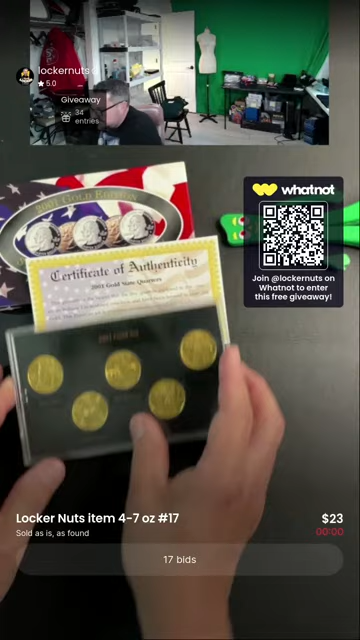 lockernuts
★ 5.0
Giveaway
34
entries
whatnot
Join @lockernuts on
Whatnot to enter
this free giveaway!
2001 GOLD EDITION
Certificate of Authenticity
2001 Gold State Quarters
Locker Nuts item 4-7 oz #17
$23
Sold as is, as found
00:00
17 bids